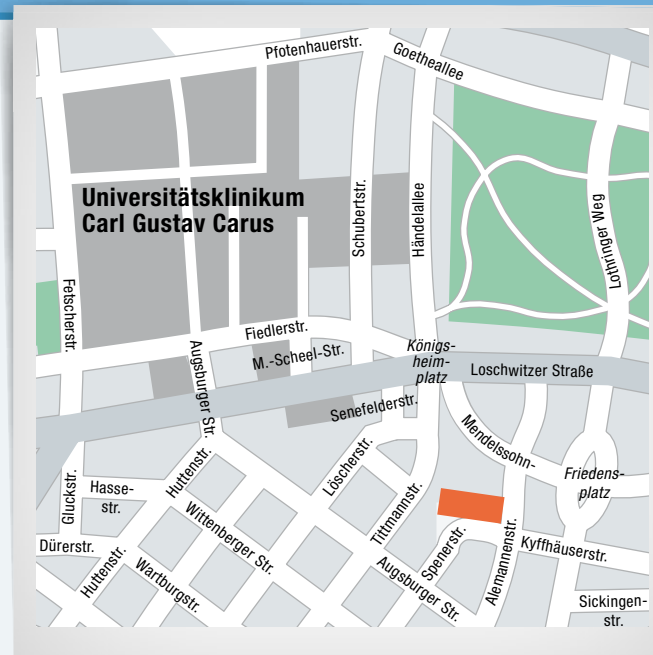 Pfotenhauerstr.
Goetheallee
Universitätsklinikum
Carl Gustav Carus
Schubertstr.
Händelallee
Lothringer Weg
Fetscherstr.
Augsburger Str.
Fiedlerstr.
M.-Scheel-Str.
Königs-
heim-
platz
Loschwitzer Straße
Senefelderstr.
Mendelssohn-
Friedens-
platz
Löscherstr.
Tittmannstr.
Huttenstr.
Hasse-
str.
Gluckstr.
Wittenberger Str.
Dürerstr.
Huttenstr.
Wartburgstr.
Augsburger Str.
Spenerstr.
Alemannenstr.
Kyffhäuserstr.
Sickingen-
str.